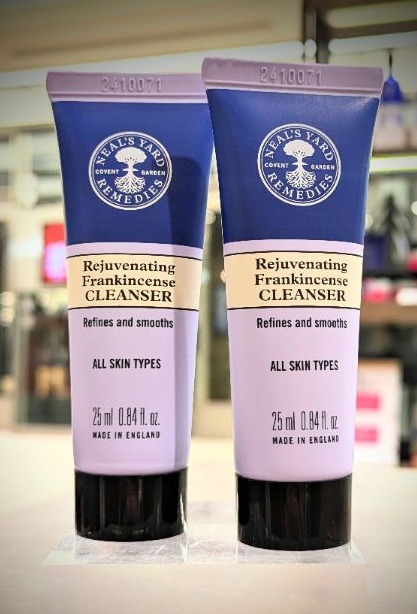 2410071
NEAL'S YARD
COVENT GARDEN
REMEDIES
Rejuvenating
Frankincense
CLEANSER
Refines and smooths
ALL SKIN TYPES
25 ml 0.84 fl. oz.
MADE IN ENGLAND
2410071
NEAL'S YARD
COVENT GARDEN
REMEDIES
Rejuvenating
Frankincense
CLEANSER
Refines and smooths
ALL SKIN TYPES
25 ml 0.84 fl. oz.
MADE IN ENGLAND